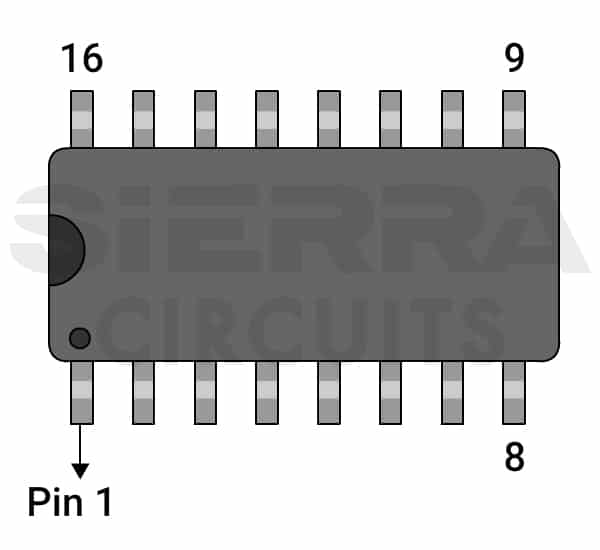 16 9
SiERRA
CIRCUITS
8
Pin 1